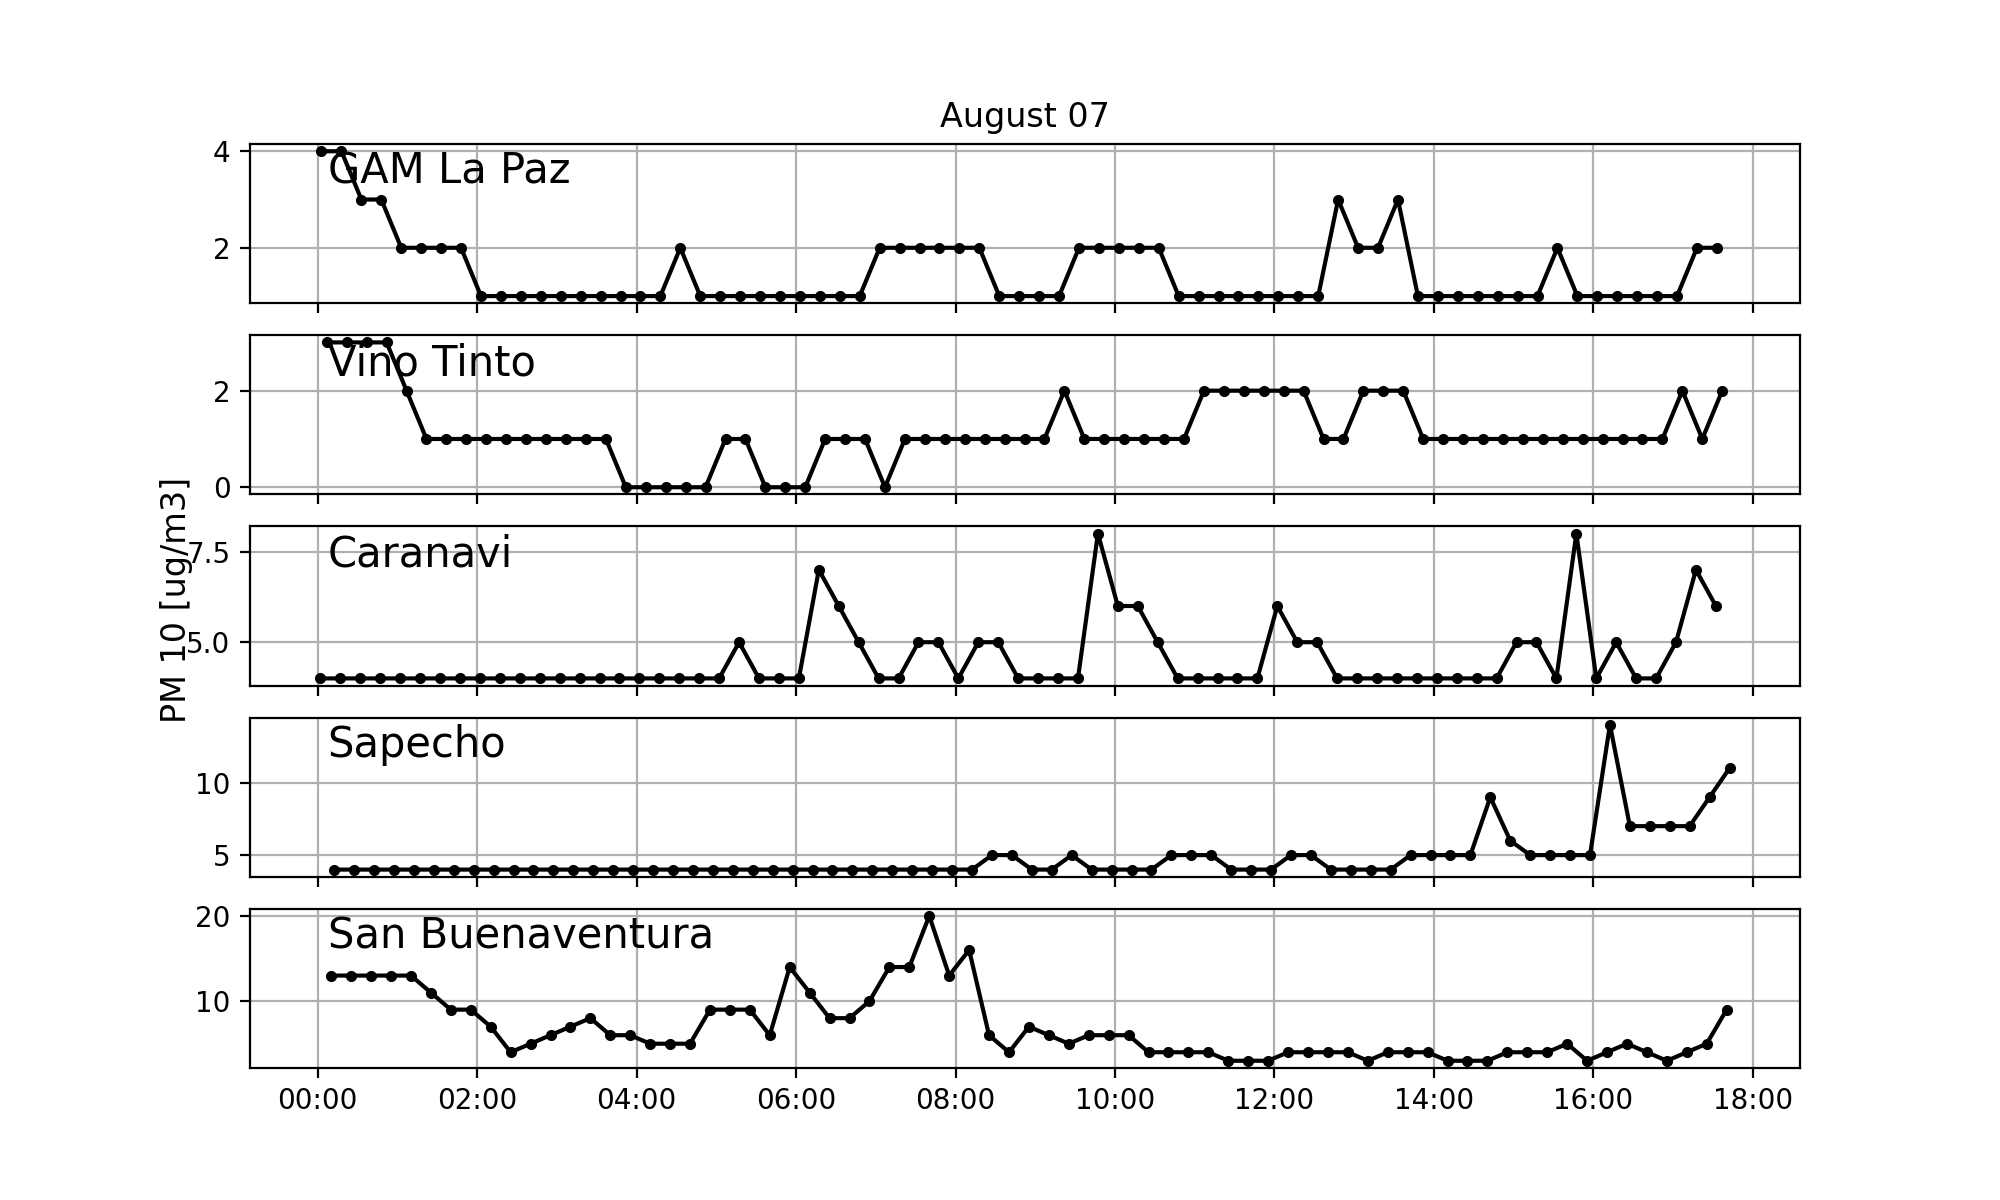 August 07
PM 10 [ug/m3]
4
2
GAM La Paz
2
0
Vino Tinto
7.5
5.0
Caranavi
10
5
Sapecho
20
10
San Buenaventura
00:00 02:00 04:00 06:00 08:00 10:00 12:00 14:00 16:00 18:00